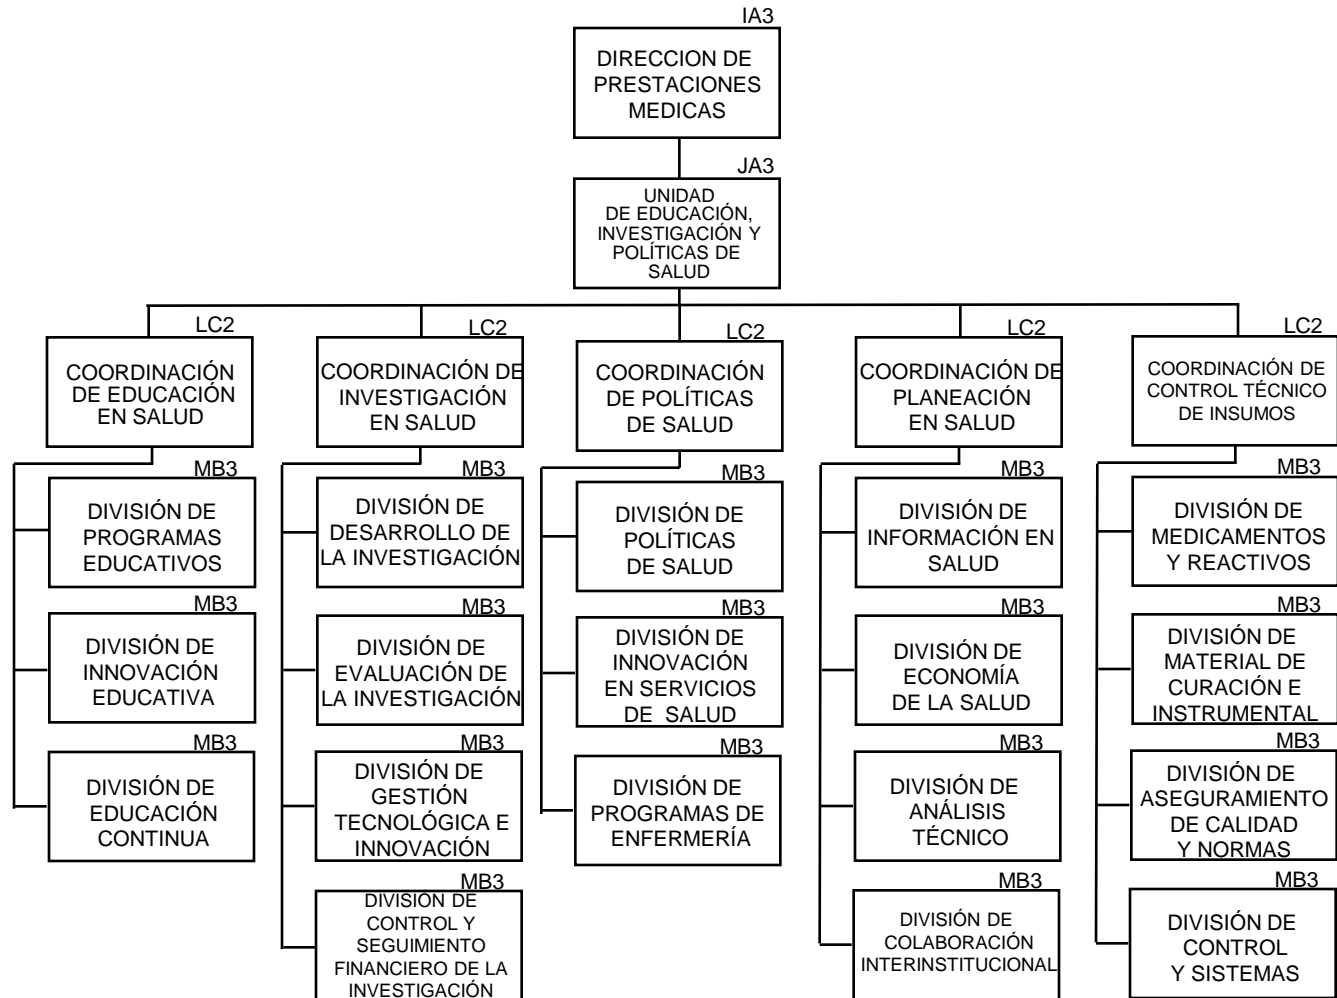 IA3
DIRECCION DE
PRESTACIONES
MEDICAS
JA3
UNIDAD
DE EDUCACIÓN,
INVESTIGACIÓN Y
POLÍTICAS DE
SALUD
LC2
COORDINACIÓN
DE EDUCACIÓN
EN SALUD
MB3
DIVISIÓN DE
PROGRAMAS
EDUCATIVOS
MB3
DIVISIÓN DE
INNOVACIÓN
EDUCATIVA
MB3
DIVISIÓN DE
EDUCACIÓN
CONTINUA
LC2
COORDINACIÓN DE
INVESTIGACIÓN
EN SALUD
MB3
DIVISIÓN DE
DESARROLLO DE
LA INVESTIGACIÓN
MB3
DIVISIÓN DE
EVALUACIÓN DE
LA INVESTIGACIÓN
MB3
DIVISIÓN DE
GESTIÓN
TECNOLÓGICA E
INNOVACIÓN
MB3
DIVISIÓN DE
CONTROL Y
SEGUIMIENTO
FINANCIERO DE LA
INVESTIGACIÓN
LC2
COORDINACIÓN
DE POLÍTICAS
DE SALUD
MB3
DIVISIÓN DE
POLÍTICAS
DE SALUD
MB3
DIVISIÓN DE
INNOVACIÓN
EN SERVICIOS
DE SALUD
MB3
DIVISIÓN DE
PROGRAMAS DE
ENFERMERÍA
LC2
COORDINACIÓN DE
PLANEACIÓN
EN SALUD
MB3
DIVISIÓN DE
INFORMACIÓN EN
SALUD
MB3
DIVISIÓN DE
ECONOMÍA
DE LA SALUD
MB3
DIVISIÓN DE
ANÁLISIS
TÉCNICO
MB3
DIVISIÓN DE
COLABORACIÓN
INTERINSTITUCIONAL
LC2
COORDINACIÓN DE
CONTROL TÉCNICO
DE INSUMOS
MB3
DIVISIÓN DE
MEDICAMENTOS
Y REACTIVOS
MB3
DIVISIÓN DE
MATERIAL DE
CURACIÓN E
INSTRUMENTAL
MB3
DIVISIÓN DE
ASEGURAMIENTO
DE CALIDAD
Y NORMAS
MB3
DIVISIÓN DE
CONTROL
Y SISTEMAS